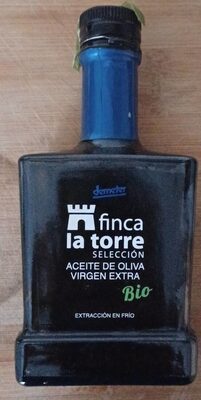 demeter
finca
la torre
SELECCIÓN
ACEITE DE OLIVA
VIRGEN EXTRA
Bio
EXTRACCIÓN EN FRÍO